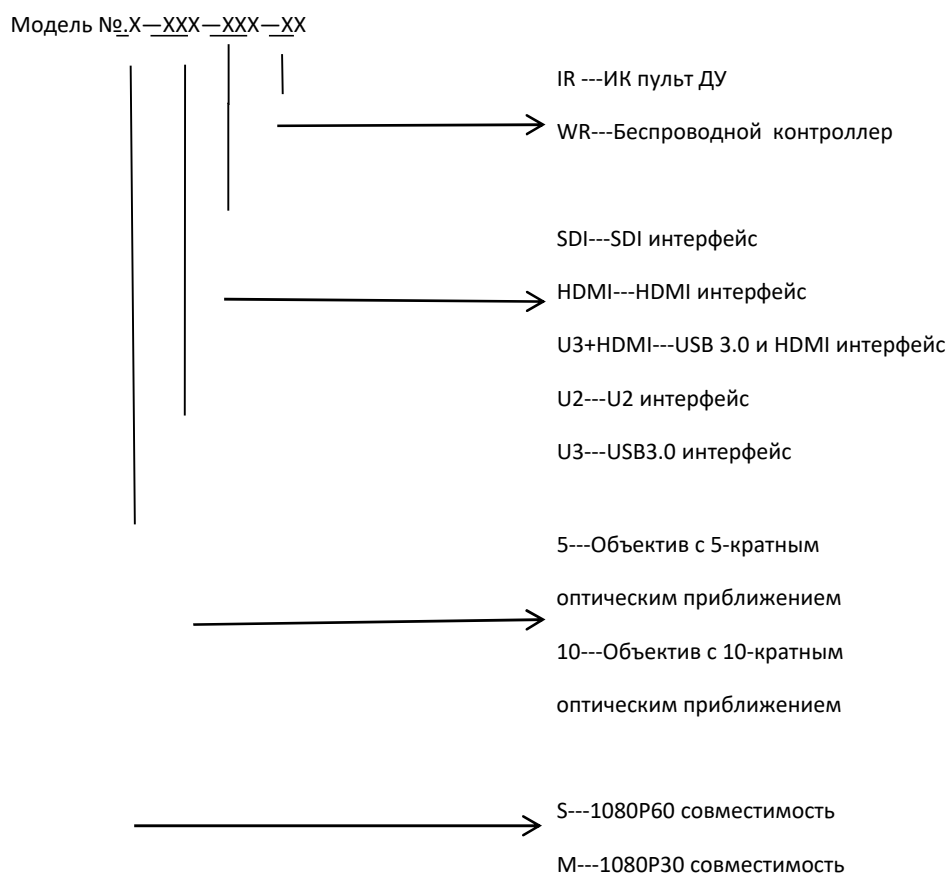 Модель №.X—XXX—XXX—XX
IR ---ИК пульт ДУ
WR---Беспроводной контроллер
SDI---SDI интерфейс
HDMI---HDMI интерфейс
U3+HDMI---USB 3.0 и HDMI интерфейс
U2---U2 интерфейс
U3---USB3.0 интерфейс
5---Объектив с 5-кратным
оптическим приближением
10---Объектив с 10-кратным
оптическим приближением
S---1080P60 совместимость
M---1080P30 совместимость